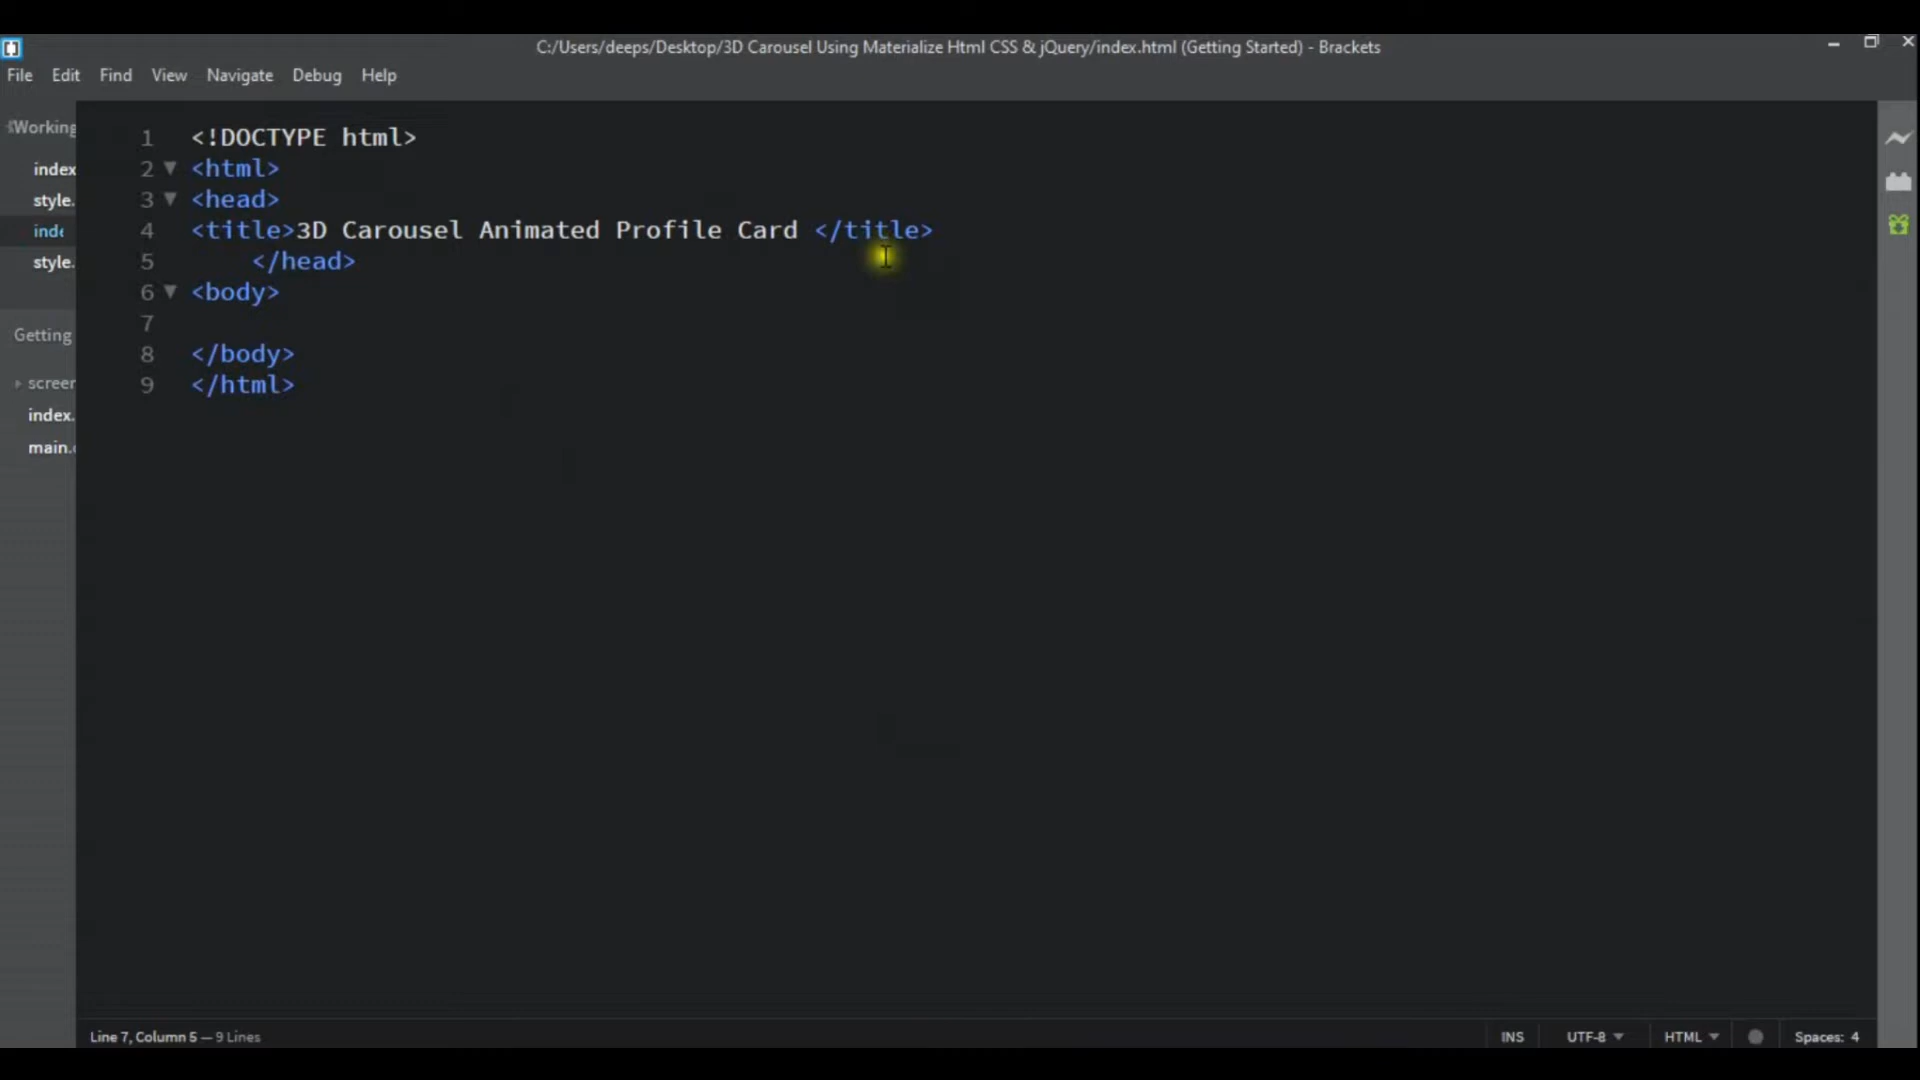 C:/Users/deeps/Desktop/3D Carousel Using Materialize Html CSS & jQuery/index.html (Getting Started) - Brackets
File Edit Find View Navigate Debug Help
Working
index
style.
inde
style.
Getting
screer
index.
main.
1 <!DOCTYPE html>
2 <html>
3 <head>
4 <title>3D Carousel Animated Profile Card </title>
5 </head>
6 <body>
7
8 </body>
9 </html>
Line 7, Column 5 — 9 Lines
INS UTF-8 HTML Spaces: 4